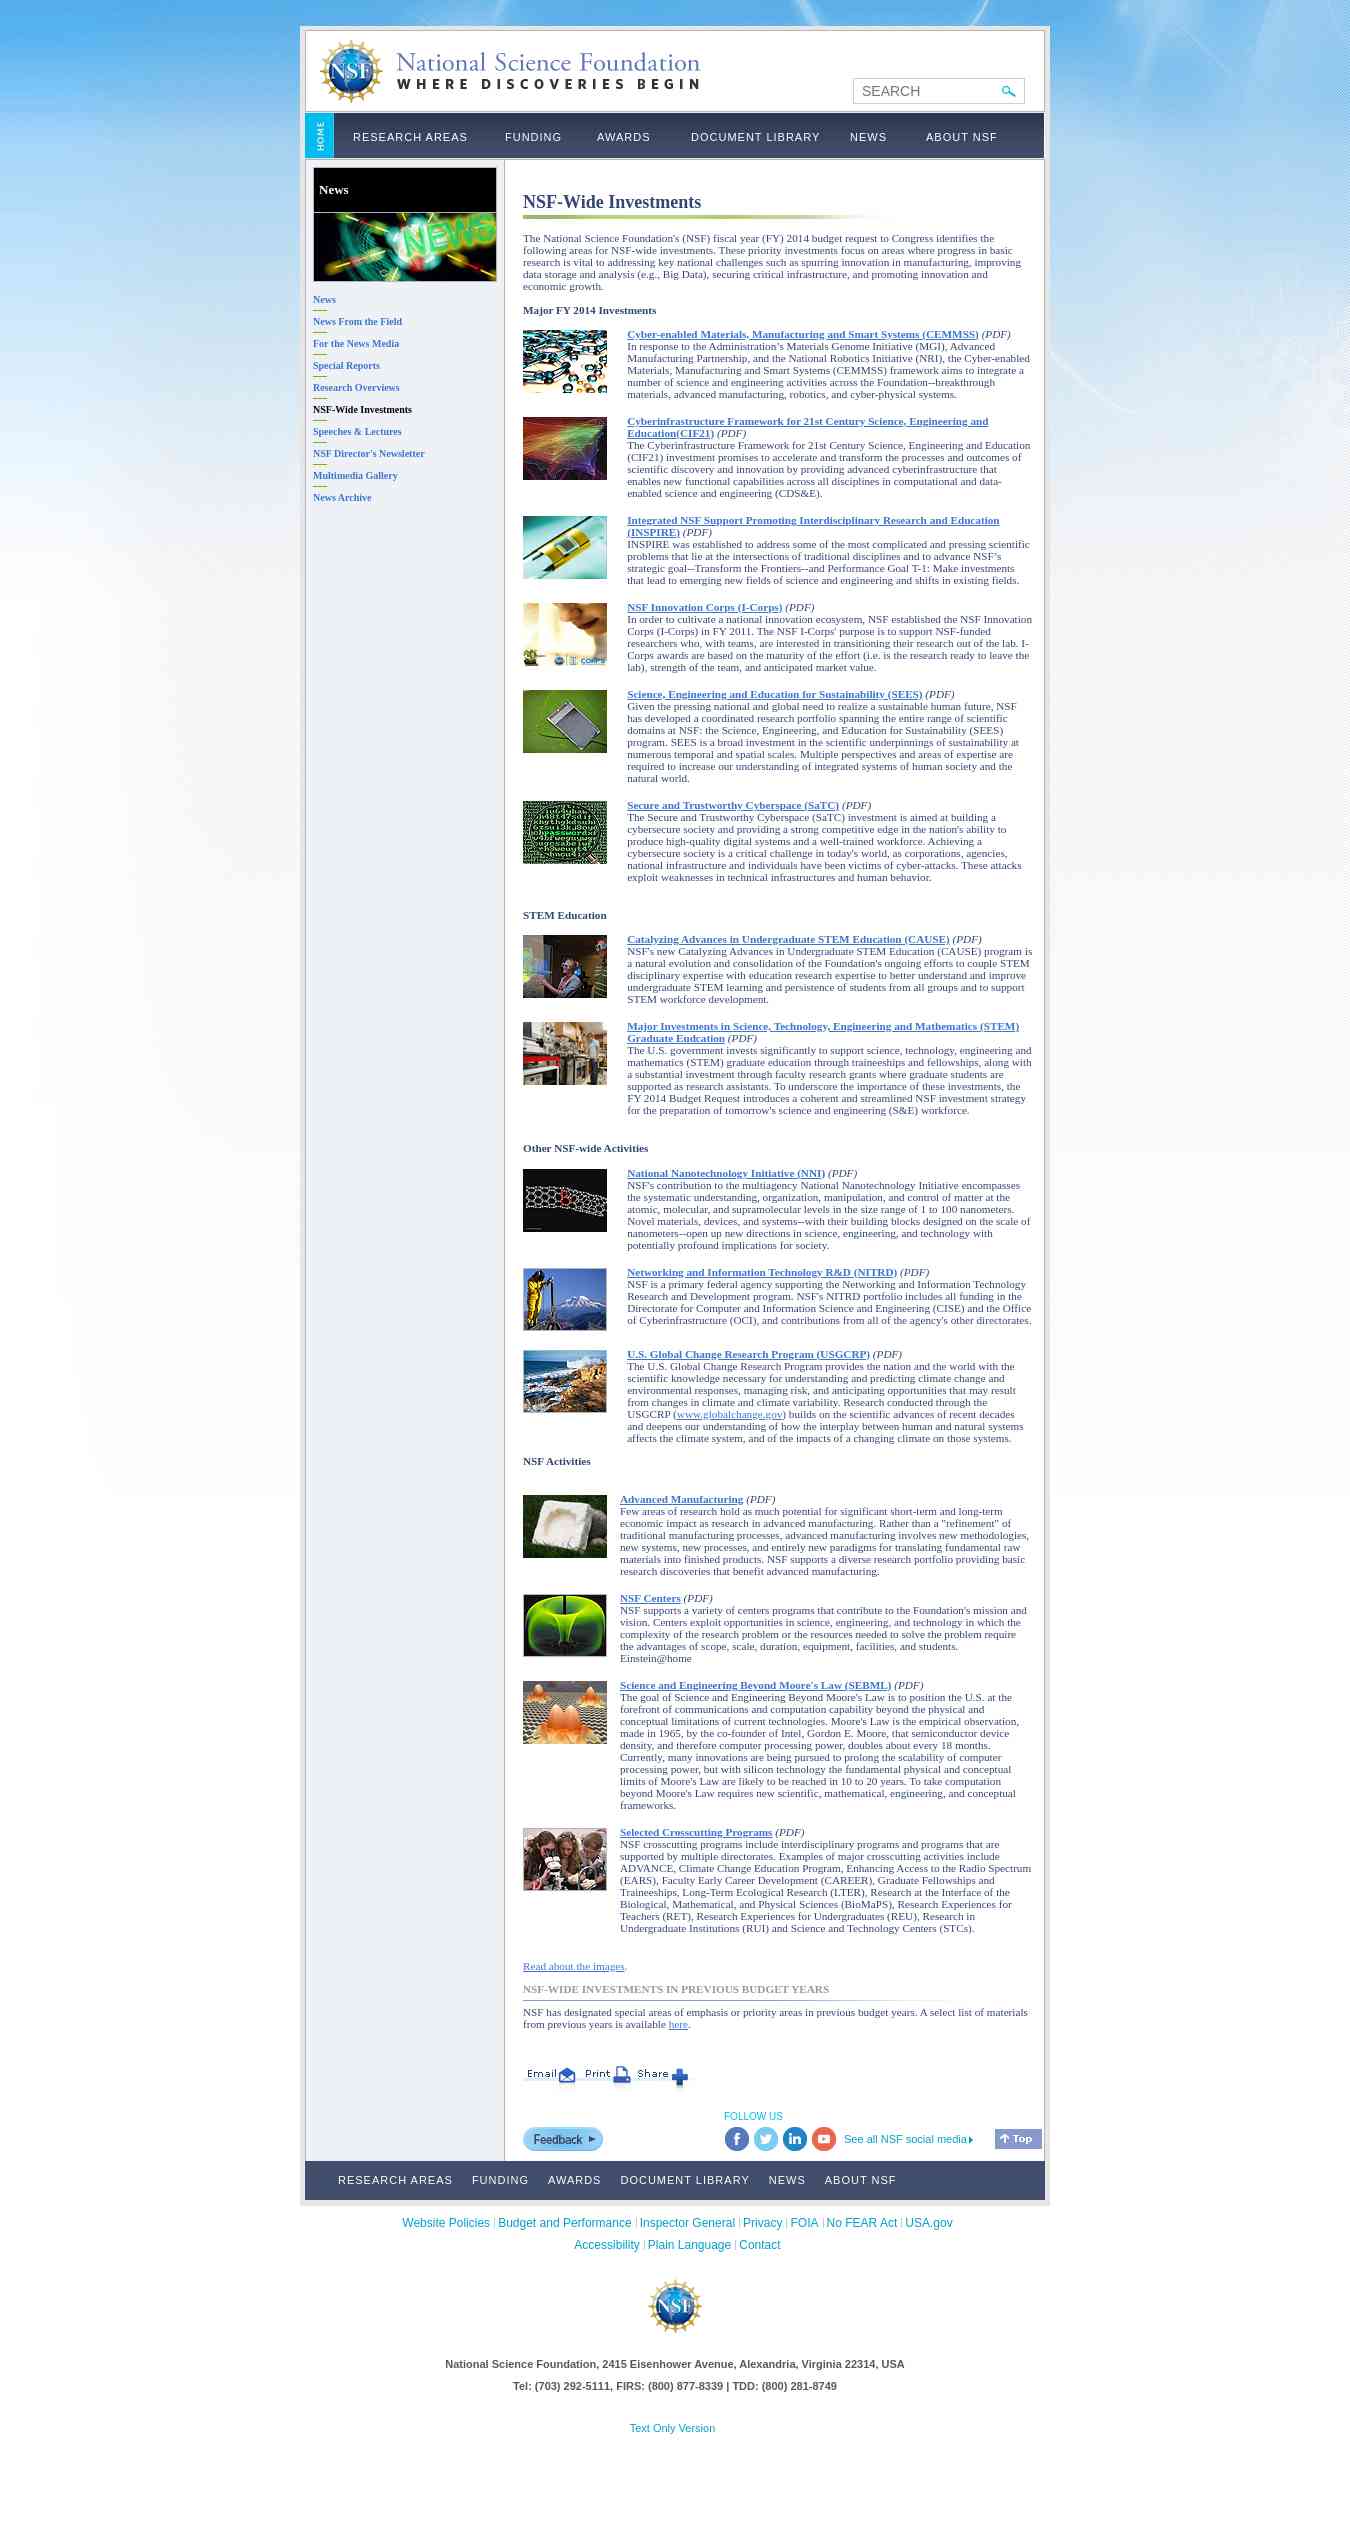 NSF
National Science Foundation
WHERE DISCOVERIES BEGIN
SEARCH
HOME
RESEARCH AREAS FUNDING AWARDS DOCUMENT LIBRARY NEWS ABOUT NSF
News
NEWS
News
News From the Field
For the News Media
Special Reports
Research Overviews
NSF-Wide Investments
Speeches & Lectures
NSF Director's Newsletter
Multimedia Gallery
News Archive
NSF-Wide Investments
The National Science Foundation's (NSF) fiscal year (FY) 2014 budget request to Congress identifies the
following areas for NSF-wide investments. These priority investments focus on areas where progress in basic
research is vital to addressing key national challenges such as spurring innovation in manufacturing, improving
data storage and analysis (e.g., Big Data), securing critical infrastructure, and promoting innovation and
economic growth.
Major FY 2014 Investments
Cyber-enabled Materials, Manufacturing and Smart Systems (CEMMSS) (PDF)
In response to the Administration's Materials Genome Initiative (MGI), Advanced
Manufacturing Partnership, and the National Robotics Initiative (NRI), the Cyber-enabled
Materials, Manufacturing and Smart Systems (CEMMSS) framework aims to integrate a
number of science and engineering activities across the Foundation--breakthrough
materials, advanced manufacturing, robotics, and cyber-physical systems.
Cyberinfrastructure Framework for 21st Century Science, Engineering and
Education(CIF21) (PDF)
The Cyberinfrastructure Framework for 21st Century Science, Engineering and Education
(CIF21) investment promises to accelerate and transform the processes and outcomes of
scientific discovery and innovation by providing advanced cyberinfrastructure that
enables new functional capabilities across all disciplines in computational and data-
enabled science and engineering (CDS&E).
Integrated NSF Support Promoting Interdisciplinary Research and Education
(INSPIRE) (PDF)
INSPIRE was established to address some of the most complicated and pressing scientific
problems that lie at the intersections of traditional disciplines and to advance NSF's
strategic goal--Transform the Frontiers--and Performance Goal T-1: Make investments
that lead to emerging new fields of science and engineering and shifts in existing fields.
NSF Innovation Corps (I-Corps) (PDF)
In order to cultivate a national innovation ecosystem, NSF established the NSF Innovation
Corps (I-Corps) in FY 2011. The NSF I-Corps' purpose is to support NSF-funded
researchers who, with teams, are interested in transitioning their research out of the lab. I-
Corps awards are based on the maturity of the effort (i.e. is the research ready to leave the
lab), strength of the team, and anticipated market value.
Science, Engineering and Education for Sustainability (SEES) (PDF)
Given the pressing national and global need to realize a sustainable human future, NSF
has developed a coordinated research portfolio spanning the entire range of scientific
domains at NSF: the Science, Engineering, and Education for Sustainability (SEES)
program. SEES is a broad investment in the scientific underpinnings of sustainability at
numerous temporal and spatial scales. Multiple perspectives and areas of expertise are
required to increase our understanding of integrated systems of human society and the
natural world.
Secure and Trustworthy Cyberspace (SaTC) (PDF)
The Secure and Trustworthy Cyberspace (SaTC) investment is aimed at building a
cybersecure society and providing a strong competitive edge in the nation's ability to
produce high-quality digital systems and a well-trained workforce. Achieving a
cybersecure society is a critical challenge in today's world, as corporations, agencies,
national infrastructure and individuals have been victims of cyber-attacks. These attacks
exploit weaknesses in technical infrastructures and human behavior.
STEM Education
Catalyzing Advances in Undergraduate STEM Education (CAUSE) (PDF)
NSF's new Catalyzing Advances in Undergraduate STEM Education (CAUSE) program is
a natural evolution and consolidation of the Foundation's ongoing efforts to couple STEM
disciplinary expertise with education research expertise to better understand and improve
undergraduate STEM learning and persistence of students from all groups and to support
STEM workforce development.
Major Investments in Science, Technology, Engineering and Mathematics (STEM)
Graduate Eudcation (PDF)
The U.S. government invests significantly to support science, technology, engineering and
mathematics (STEM) graduate education through traineeships and fellowships, along with
a substantial investment through faculty research grants where graduate students are
supported as research assistants. To underscore the importance of these investments, the
FY 2014 Budget Request introduces a coherent and streamlined NSF investment strategy
for the preparation of tomorrow's science and engineering (S&E) workforce.
Other NSF-wide Activities
National Nanotechnology Initiative (NNI) (PDF)
NSF's contribution to the multiagency National Nanotechnology Initiative encompasses
the systematic understanding, organization, manipulation, and control of matter at the
atomic, molecular, and supramolecular levels in the size range of 1 to 100 nanometers.
Novel materials, devices, and systems--with their building blocks designed on the scale of
nanometers--open up new directions in science, engineering, and technology with
potentially profound implications for society.
Networking and Information Technology R&D (NITRD) (PDF)
NSF is a primary federal agency supporting the Networking and Information Technology
Research and Development program. NSF's NITRD portfolio includes all funding in the
Directorate for Computer and Information Science and Engineering (CISE) and the Office
of Cyberinfrastructure (OCI), and contributions from all of the agency's other directorates.
U.S. Global Change Research Program (USGCRP) (PDF)
The U.S. Global Change Research Program provides the nation and the world with the
scientific knowledge necessary for understanding and predicting climate change and
environmental responses, managing risk, and anticipating opportunities that may result
from changes in climate and climate variability. Research conducted through the
USGCRP (www.globalchange.gov) builds on the scientific advances of recent decades
and deepens our understanding of how the interplay between human and natural systems
affects the climate system, and of the impacts of a changing climate on those systems.
NSF Activities
Advanced Manufacturing (PDF)
Few areas of research hold as much potential for significant short-term and long-term
economic impact as research in advanced manufacturing. Rather than a "refinement" of
traditional manufacturing processes, advanced manufacturing involves new methodologies,
new systems, new processes, and entirely new paradigms for translating fundamental raw
materials into finished products. NSF supports a diverse research portfolio providing basic
research discoveries that benefit advanced manufacturing.
NSF Centers (PDF)
NSF supports a variety of centers programs that contribute to the Foundation's mission and
vision. Centers exploit opportunities in science, engineering, and technology in which the
complexity of the research problem or the resources needed to solve the problem require
the advantages of scope, scale, duration, equipment, facilities, and students.
Einstein@home
Science and Engineering Beyond Moore's Law (SEBML) (PDF)
The goal of Science and Engineering Beyond Moore's Law is to position the U.S. at the
forefront of communications and computation capability beyond the physical and
conceptual limitations of current technologies. Moore's Law is the empirical observation,
made in 1965, by the co-founder of Intel, Gordon E. Moore, that semiconductor device
density, and therefore computer processing power, doubles about every 18 months.
Currently, many innovations are being pursued to prolong the scalability of computer
processing power, but with silicon technology the fundamental physical and conceptual
limits of Moore's Law are likely to be reached in 10 to 20 years. To take computation
beyond Moore's Law requires new scientific, mathematical, engineering, and conceptual
frameworks.
Selected Crosscutting Programs (PDF)
NSF crosscutting programs include interdisciplinary programs and programs that are
supported by multiple directorates. Examples of major crosscutting activities include
ADVANCE, Climate Change Education Program, Enhancing Access to the Radio Spectrum
(EARS), Faculty Early Career Development (CAREER), Graduate Fellowships and
Traineeships, Long-Term Ecological Research (LTER), Research at the Interface of the
Biological, Mathematical, and Physical Sciences (BioMaPS), Research Experiences for
Teachers (RET), Research Experiences for Undergraduates (REU), Research in
Undergraduate Institutions (RUI) and Science and Technology Centers (STCs).
Read about the images.
NSF-WIDE INVESTMENTS IN PREVIOUS BUDGET YEARS
NSF has designated special areas of emphasis or priority areas in previous budget years. A select list of materials
from previous years is available here.
Email Print Share
FOLLOW US
Feedback See all NSF social media Top
RESEARCH AREAS FUNDING AWARDS DOCUMENT LIBRARY NEWS ABOUT NSF
Website Policies | Budget and Performance | Inspector General | Privacy | FOIA | No FEAR Act | USA.gov
Accessibility | Plain Language | Contact
NSF
National Science Foundation, 2415 Eisenhower Avenue, Alexandria, Virginia 22314, USA
Tel: (703) 292-5111, FIRS: (800) 877-8339 | TDD: (800) 281-8749
Text Only Version